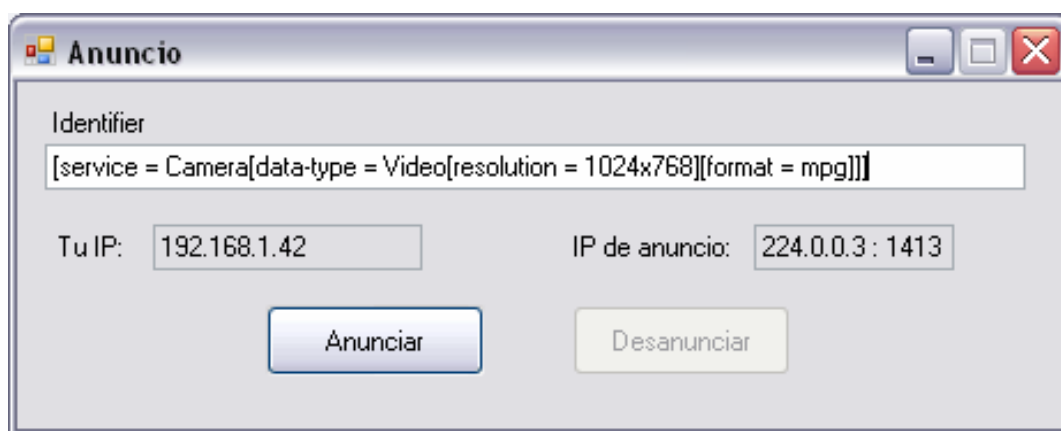 Anuncio
Identifier
[service = Camera[data-type = Video[resolution = 1024x768][format = mpg]]]
Tu IP: 192.168.1.42 IP de anuncio: 224.0.0.3 : 1413
Anunciar Desanunciar